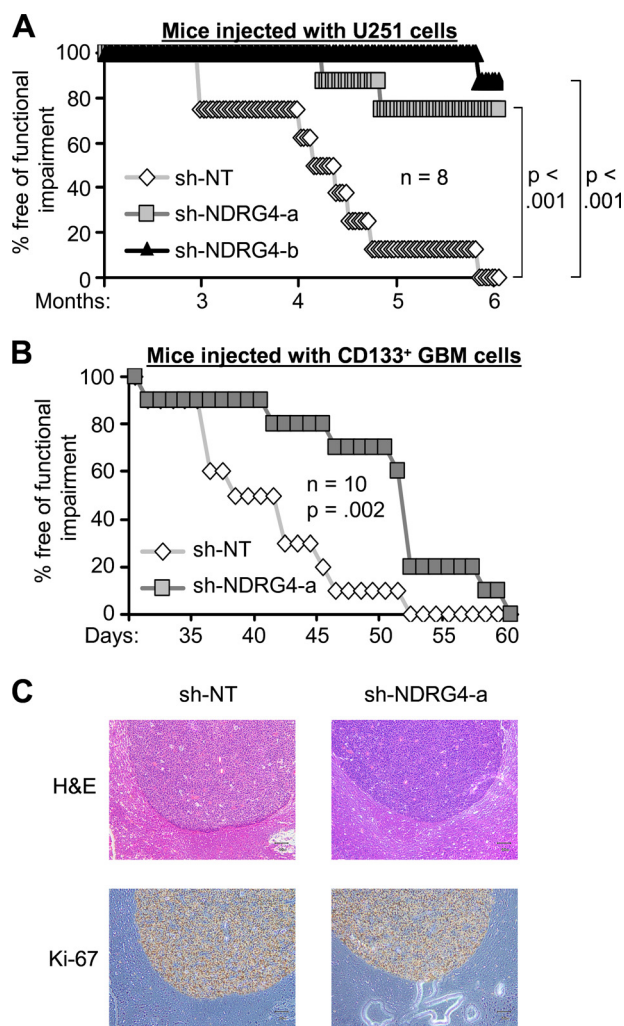 A
Mice injected with U251 cells
% free of functional
impairment
100
80
60
40
20
0
sh-NT
sh-NDRG4-a
sh-NDRG4-b
n = 8
p <
.001
p <
.001
Months:
3
4
5
6
B
Mice injected with CD133⁺ GBM cells
% free of functional
impairment
100
80
60
40
20
0
n = 10
p = .002
sh-NT
sh-NDRG4-a
Days:
35
40
45
50
55
60
C
sh-NT
sh-NDRG4-a
H&E
Ki-67